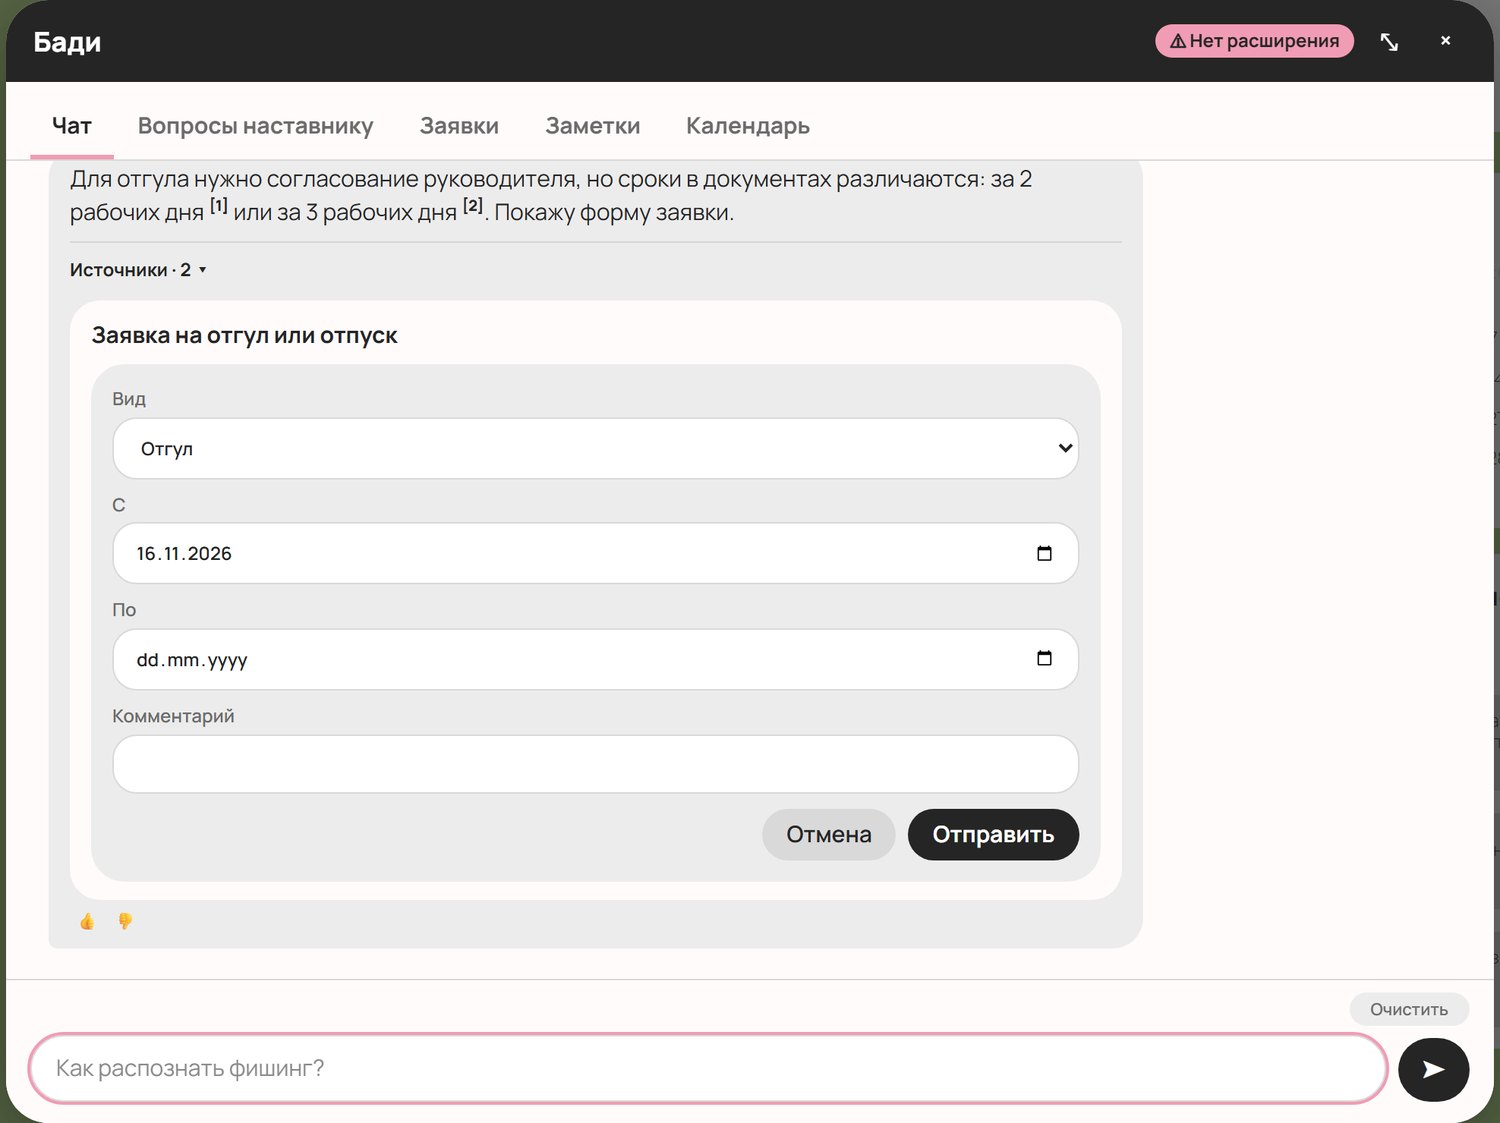 Бади
⚠ Нет расширения
Чат Вопросы наставнику Заявки Заметки Календарь
Для отгула нужно согласование руководителя, но сроки в документах различаются: за 2
рабочих дня [1] или за 3 рабочих дня [2]. Покажу форму заявки.
Источники · 2
Заявка на отгул или отпуск
Вид
Отгул
С
16.11.2026
По
dd.mm.yyyy
Комментарий
Отмена Отправить
Очистить
Как распознать фишинг?